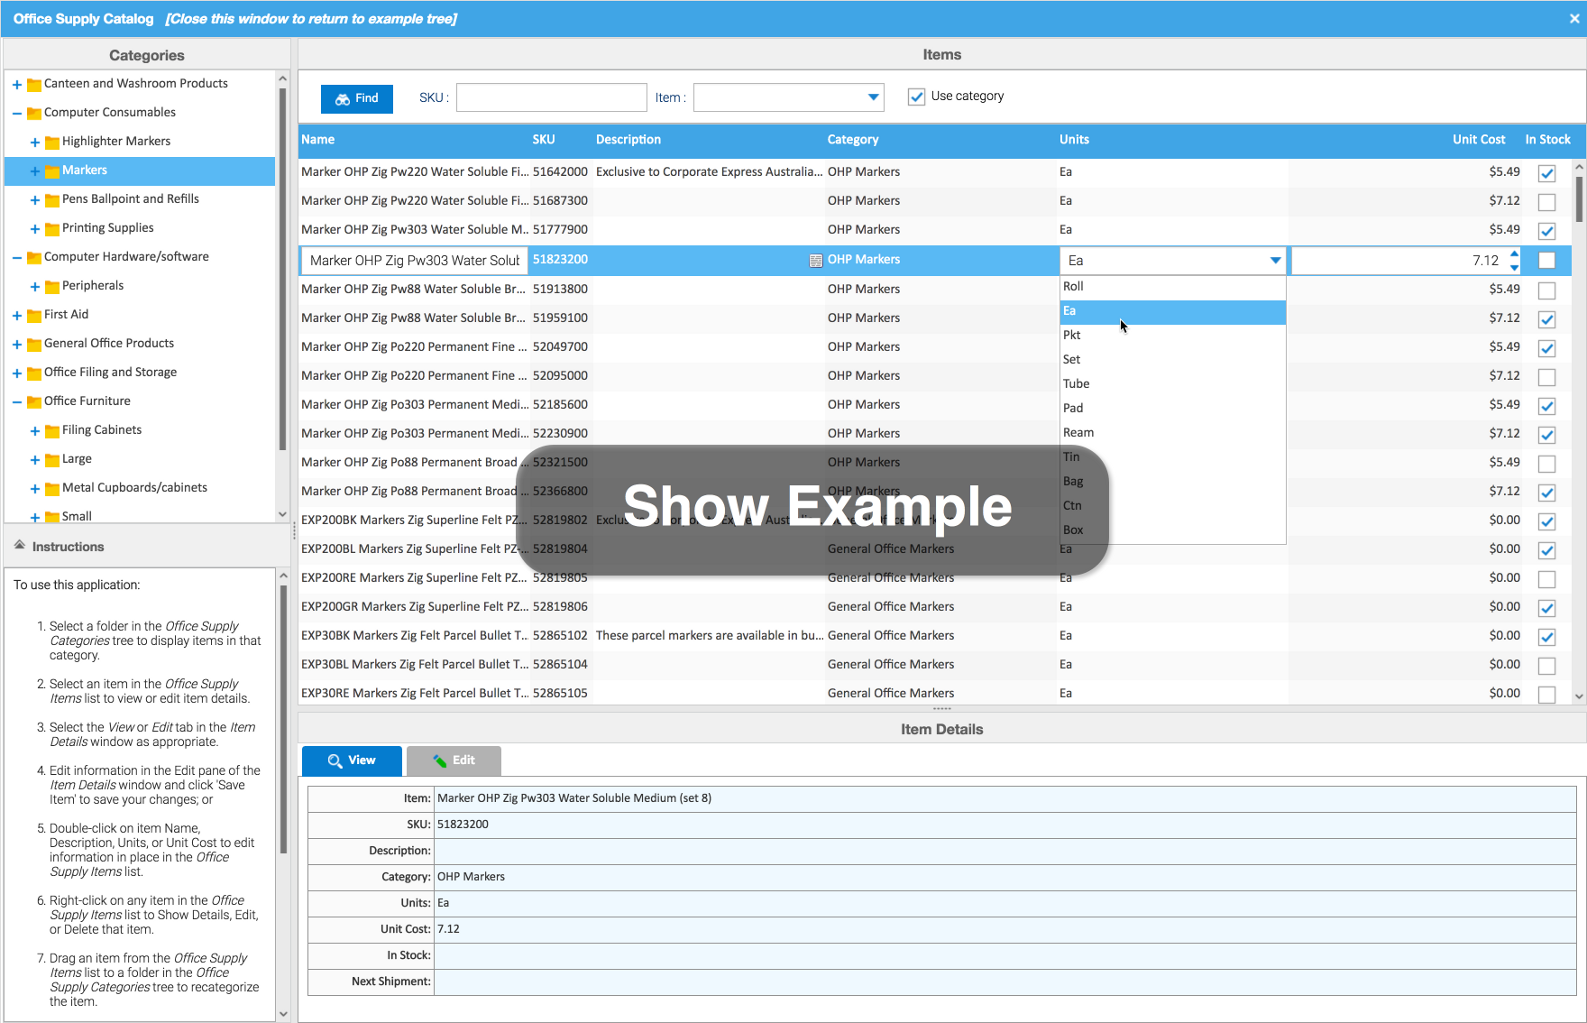 Office Supply Catalog [Close this window to return to example tree]
Categories
Canteen and Washroom Products
Computer Consumables
Highlighter Markers
Markers
Pens Ballpoint and Refills
Printing Supplies
Computer Hardware/software
Peripherals
First Aid
General Office Products
Office Filing and Storage
Office Furniture
Filing Cabinets
Large
Metal Cupboards/cabinets
Small
Instructions
To use this application:
1. Select a folder in the Office Supply
Categories tree to display items in that
category.
2. Select an item in the Office Supply
Items list to view or edit item details.
3. Select the View or Edit tab in the Item
Details window as appropriate.
4. Edit information in the Edit pane of the
Item Details window and click 'Save
Item' to save your changes; or
5. Double-click on item Name,
Description, Units, or Unit Cost to edit
information in place in the Office
Supply Items list.
6. Right-click on any item in the Office
Supply Items list to Show Details, Edit,
or Delete that item.
7. Drag an item from the Office Supply
Items list to a folder in the Office
Supply Categories tree to recategorize
the item.
Items
Find SKU : Item : Use category
Name SKU Description Category Units Unit Cost In Stock
Marker OHP Zig Pw220 Water Soluble Fi... 51642000 Exclusive to Corporate Express Australia... OHP Markers Ea $5.49
Marker OHP Zig Pw220 Water Soluble Fi... 51687300 OHP Markers Ea $7.12
Marker OHP Zig Pw303 Water Soluble M... 51777900 OHP Markers Ea $5.49
Marker OHP Zig Pw303 Water Solut 51823200 OHP Markers Ea 7.12
Marker OHP Zig Pw88 Water Soluble Br... 51913800 OHP Markers $5.49
Marker OHP Zig Pw88 Water Soluble Br... 51959100 OHP Markers $7.12
Marker OHP Zig Po220 Permanent Fine ... 52049700 OHP Markers $5.49
Marker OHP Zig Po220 Permanent Fine ... 52095000 OHP Markers $7.12
Marker OHP Zig Po303 Permanent Medi... 52185600 OHP Markers $5.49
Marker OHP Zig Po303 Permanent Medi... 52230900 OHP Markers $7.12
Marker OHP Zig Po88 Permanent Broad ... 52321500 OHP Markers $5.49
Marker OHP Zig Po88 Permanent Broad ... 52366800 OHP Markers $7.12
EXP200BK Markers Zig Superline Felt PZ... 52819802 $0.00
EXP200BL Markers Zig Superline Felt PZ-... 52819804 General Office Markers Ea $0.00
EXP200RE Markers Zig Superline Felt PZ... 52819805 General Office Markers Ea $0.00
EXP200GR Markers Zig Superline Felt PZ... 52819806 General Office Markers Ea $0.00
EXP30BK Markers Zig Felt Parcel Bullet T... 52865102 These parcel markers are available in bu... General Office Markers Ea $0.00
EXP30BL Markers Zig Felt Parcel Bullet T... 52865104 General Office Markers Ea $0.00
EXP30RE Markers Zig Felt Parcel Bullet T... 52865105 General Office Markers Ea $0.00
Roll
Ea
Pkt
Set
Tube
Pad
Ream
Tin
Bag
Ctn
Box
Show Example
Item Details
View Edit
Item: Marker OHP Zig Pw303 Water Soluble Medium (set 8)
SKU: 51823200
Description:
Category: OHP Markers
Units: Ea
Unit Cost: 7.12
In Stock:
Next Shipment: